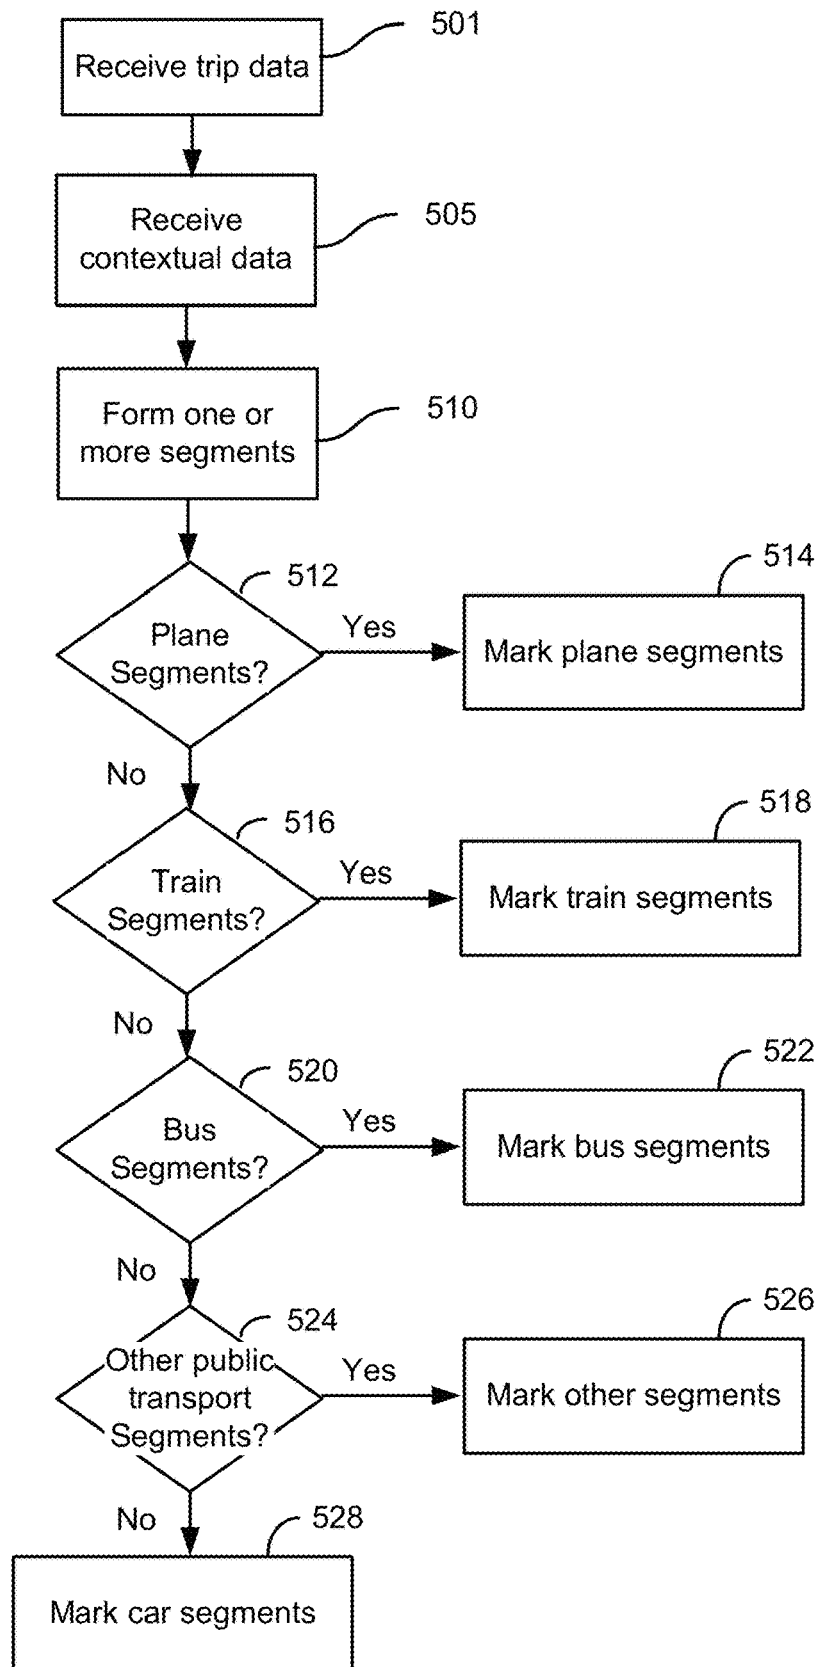 501
Receive trip data
505
Receive
contextual data
510
Form one or
more segments
512
514
Plane
Segments?
Yes
Mark plane segments
No
516
518
Train
Segments?
Yes
Mark train segments
No
520
522
Bus
Segments?
Yes
Mark bus segments
No
524
526
Other public
transport
Segments?
Yes
Mark other segments
No
528
Mark car segments